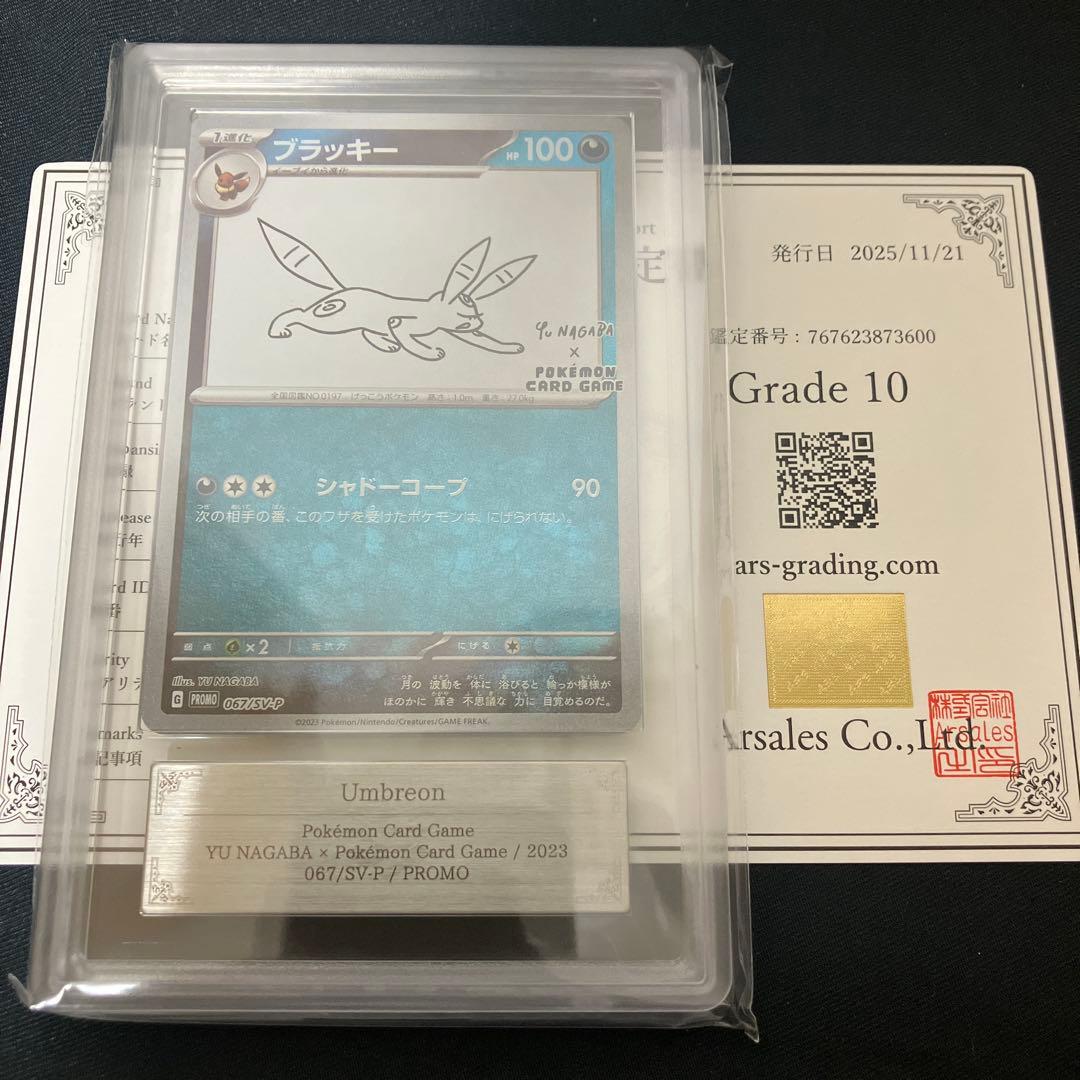 1進化
ブラッキー
HP 100
イーブイから進化
YU NAGABA
×
POKÉMON
CARD GAME
全国図鑑NO.0197 げっこうポケモン 高さ:1.0m 重さ:27.0kg
シャドーコープ 90
次の相手の番、このワザを受けたポケモンは、にげられない。
弱点 ×2 抵抗力 にげる
Illus. YU NAGABA
G PROMO 067/SV-P
月の波動を体に浴びると輪っか模様が
ほのかに輝き不思議な力に目覚めるのだ。
©2023 Pokémon/Nintendo/Creatures/GAME FREAK.
Umbreon
Pokémon Card Game
YU NAGABA × Pokémon Card Game / 2023
067/SV-P / PROMO
定
発行日 2025/11/21
鑑定番号：767623873600
Grade 10
ars-grading.com
Arsales Co.,Ltd.
株式会社
Arsales